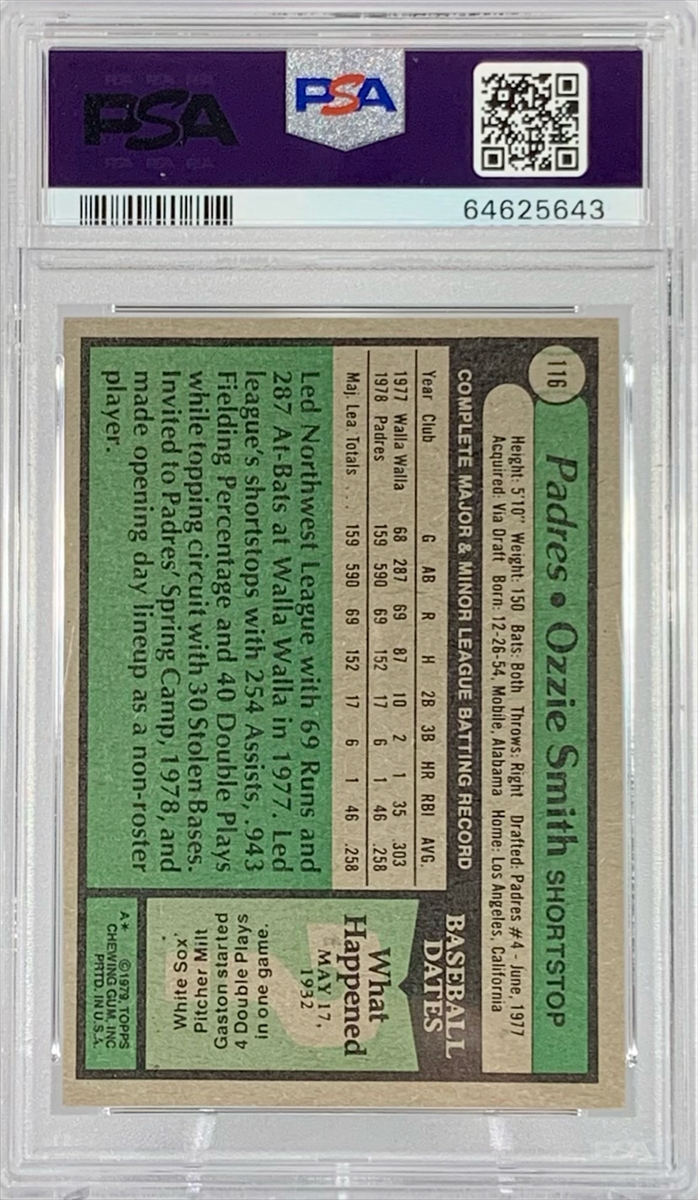 PSA
PSA
64625643
116
Padres • Ozzie Smith SHORTSTOP
Height: 5'10" Weight: 150 Bats: Both Throws: Right Drafted: Padres #4 - June, 1977
Acquired: Via Draft Born: 12-26-54, Mobile, Alabama Home: Los Angeles, California
COMPLETE MAJOR & MINOR LEAGUE BATTING RECORD
Year Club G AB R H 2B 3B HR RBI AVG.
1977 Walla Walla 68 287 69 87 10 2 1 35 .303
1978 Padres 159 590 69 152 17 6 1 46 .258
Maj. Lea Totals . . . 159 590 69 152 17 6 1 46 .258
Led Northwest League with 69 Runs and
287 At-Bats at Walla Walla in 1977. Led
league's shortstops with 254 Assists, .943
Fielding Percentage and 40 Double Plays
while topping circuit with 30 Stolen Bases.
Invited to Padres' Spring Camp, 1978, and
made opening day lineup as a non-roster
player.
BASEBALL
DATES
What
Happened
MAY 17,
1932
White Sox'
Pitcher Milt
Gaston started
4 Double Plays
in one game.
A* ©1979, TOPPS
CHEWING GUM, INC
PRTD. IN U.S.A.